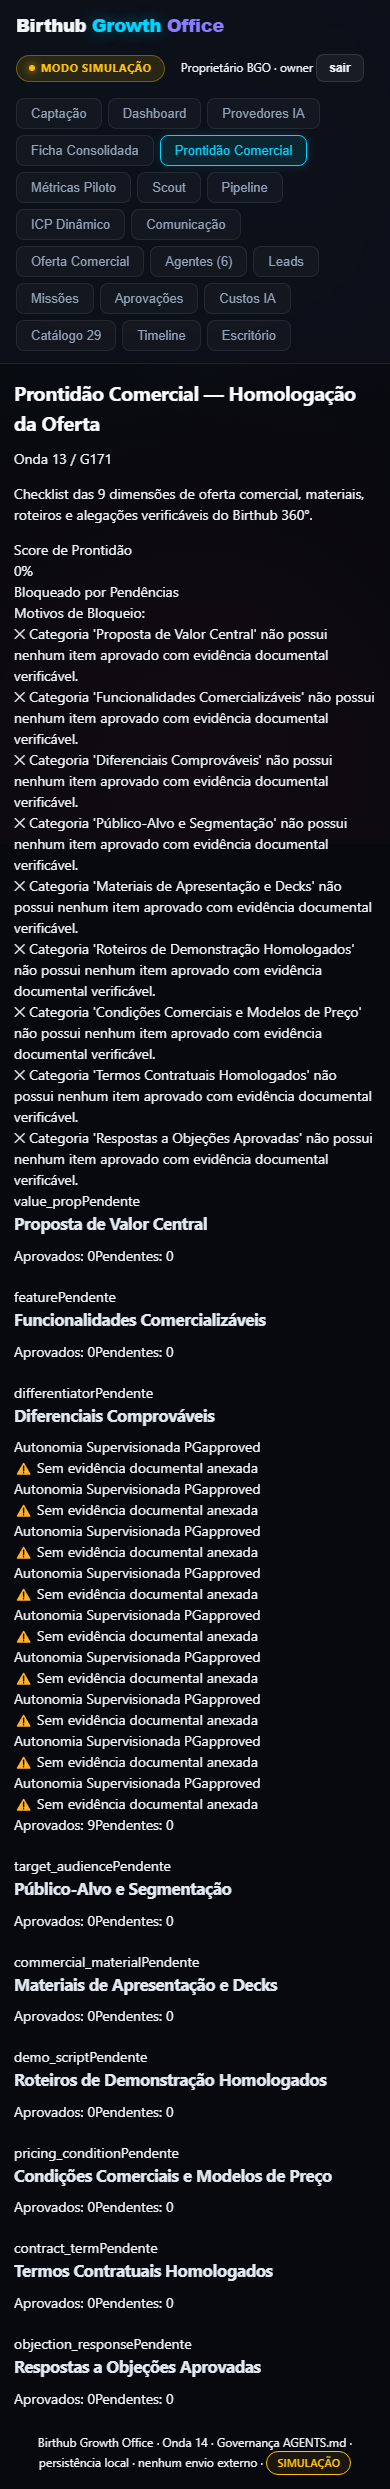 Birthub Growth Office
MODO SIMULAÇÃO Proprietário BGO · owner sair
Captação Dashboard Provedores IA
Ficha Consolidada Prontidão Comercial
Métricas Piloto Scout Pipeline
ICP Dinâmico Comunicação
Oferta Comercial Agentes (6) Leads
Missões Aprovações Custos IA
Catálogo 29 Timeline Escritório
Prontidão Comercial — Homologação
da Oferta
Onda 13 / G171
Checklist das 9 dimensões de oferta comercial, materiais,
roteiros e alegações verificáveis do Birthub 360°.
Score de Prontidão
0%
Bloqueado por Pendências
Motivos de Bloqueio:
✕ Categoria 'Proposta de Valor Central' não possui
nenhum item aprovado com evidência documental
verificável.
✕ Categoria 'Funcionalidades Comercializáveis' não possui
nenhum item aprovado com evidência documental
verificável.
✕ Categoria 'Diferenciais Comprováveis' não possui
nenhum item aprovado com evidência documental
verificável.
✕ Categoria 'Público-Alvo e Segmentação' não possui
nenhum item aprovado com evidência documental
verificável.
✕ Categoria 'Materiais de Apresentação e Decks' não
possui nenhum item aprovado com evidência documental
verificável.
✕ Categoria 'Roteiros de Demonstração Homologados'
não possui nenhum item aprovado com evidência
documental verificável.
✕ Categoria 'Condições Comerciais e Modelos de Preço'
não possui nenhum item aprovado com evidência
documental verificável.
✕ Categoria 'Termos Contratuais Homologados' não
possui nenhum item aprovado com evidência documental
verificável.
✕ Categoria 'Respostas a Objeções Aprovadas' não possui
nenhum item aprovado com evidência documental
verificável.
value_propPendente
Proposta de Valor Central
Aprovados: 0Pendentes: 0
featurePendente
Funcionalidades Comercializáveis
Aprovados: 0Pendentes: 0
differentiatorPendente
Diferenciais Comprováveis
Autonomia Supervisionada PGapproved
⚠ Sem evidência documental anexada
Autonomia Supervisionada PGapproved
⚠ Sem evidência documental anexada
Autonomia Supervisionada PGapproved
⚠ Sem evidência documental anexada
Autonomia Supervisionada PGapproved
⚠ Sem evidência documental anexada
Autonomia Supervisionada PGapproved
⚠ Sem evidência documental anexada
Autonomia Supervisionada PGapproved
⚠ Sem evidência documental anexada
Autonomia Supervisionada PGapproved
⚠ Sem evidência documental anexada
Autonomia Supervisionada PGapproved
⚠ Sem evidência documental anexada
Autonomia Supervisionada PGapproved
⚠ Sem evidência documental anexada
Aprovados: 9Pendentes: 0
target_audiencePendente
Público-Alvo e Segmentação
Aprovados: 0Pendentes: 0
commercial_materialPendente
Materiais de Apresentação e Decks
Aprovados: 0Pendentes: 0
demo_scriptPendente
Roteiros de Demonstração Homologados
Aprovados: 0Pendentes: 0
pricing_conditionPendente
Condições Comerciais e Modelos de Preço
Aprovados: 0Pendentes: 0
contract_termPendente
Termos Contratuais Homologados
Aprovados: 0Pendentes: 0
objection_responsePendente
Respostas a Objeções Aprovadas
Aprovados: 0Pendentes: 0
Birthub Growth Office · Onda 14 · Governança AGENTS.md ·
persistência local · nenhum envio externo · SIMULAÇÃO